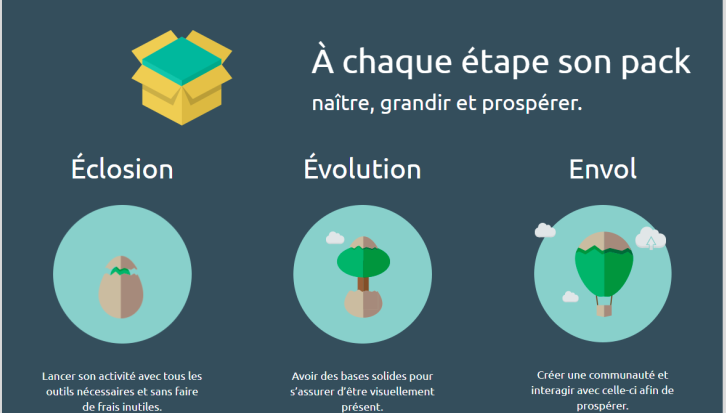 À chaque étape son pack
naître, grandir et prospérer.
Éclosion
Évolution
Envol
Lancer son activité avec tous les
outils nécessaires et sans faire
de frais inutiles.
Avoir des bases solides pour
s'assurer d'être visuellement
présent.
Créer une communauté et
interagir avec celle-ci afin de
prospérer.